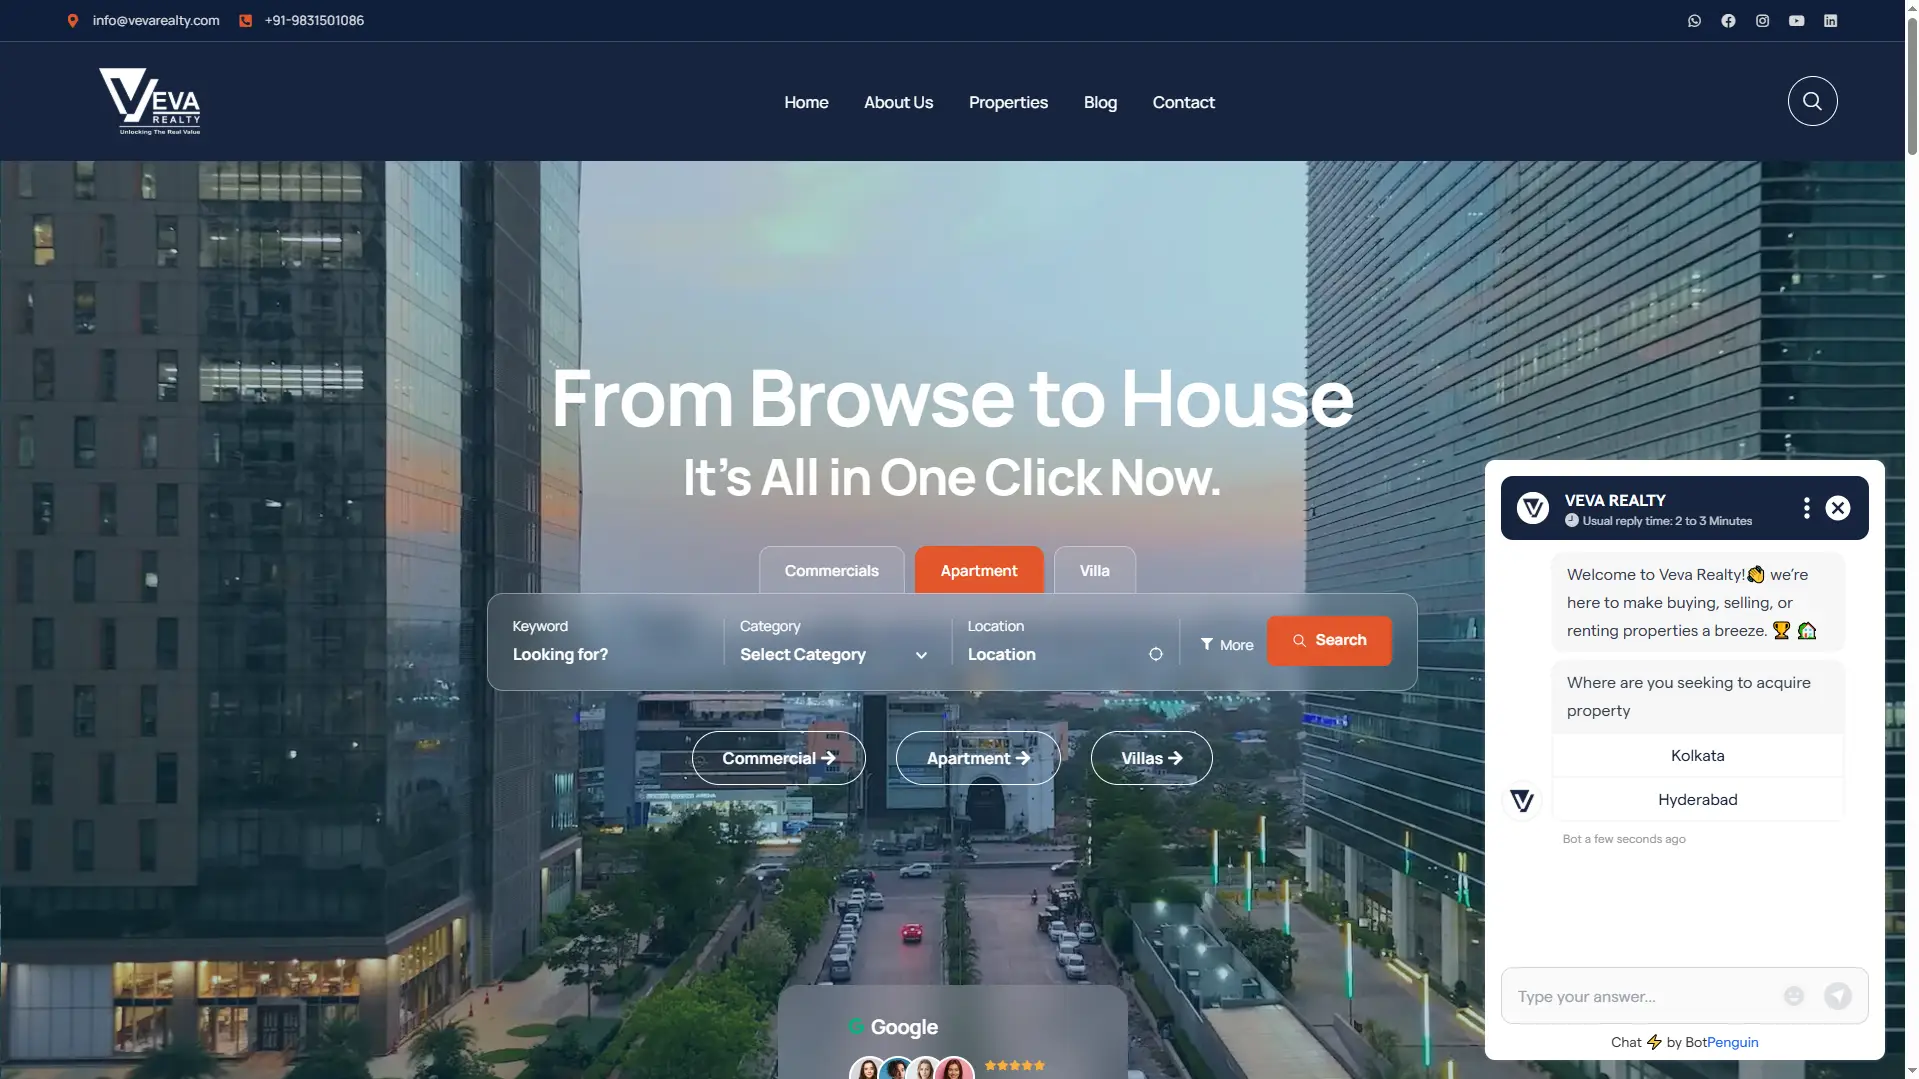 info@vevarealty.com
+91-9831501086
VEVA
REALTY
Unlocking The Real Value
Home
About Us
Properties
Blog
Contact
From Browse to House
It's All in One Click Now.
Commercials
Apartment
Villa
Keyword
Looking for?
Category
Select Category
Location
Location
More
Search
Commercial
Apartment
Villas
Google
VEVA REALTY
Usual reply time: 2 to 3 Minutes
Welcome to Veva Realty!👏 we're
here to make buying, selling, or
renting properties a breeze. 🏆 🏡
Where are you seeking to acquire
property
Kolkata
Hyderabad
Bot a few seconds ago
Type your answer...
Chat ⚡ by BotPenguin